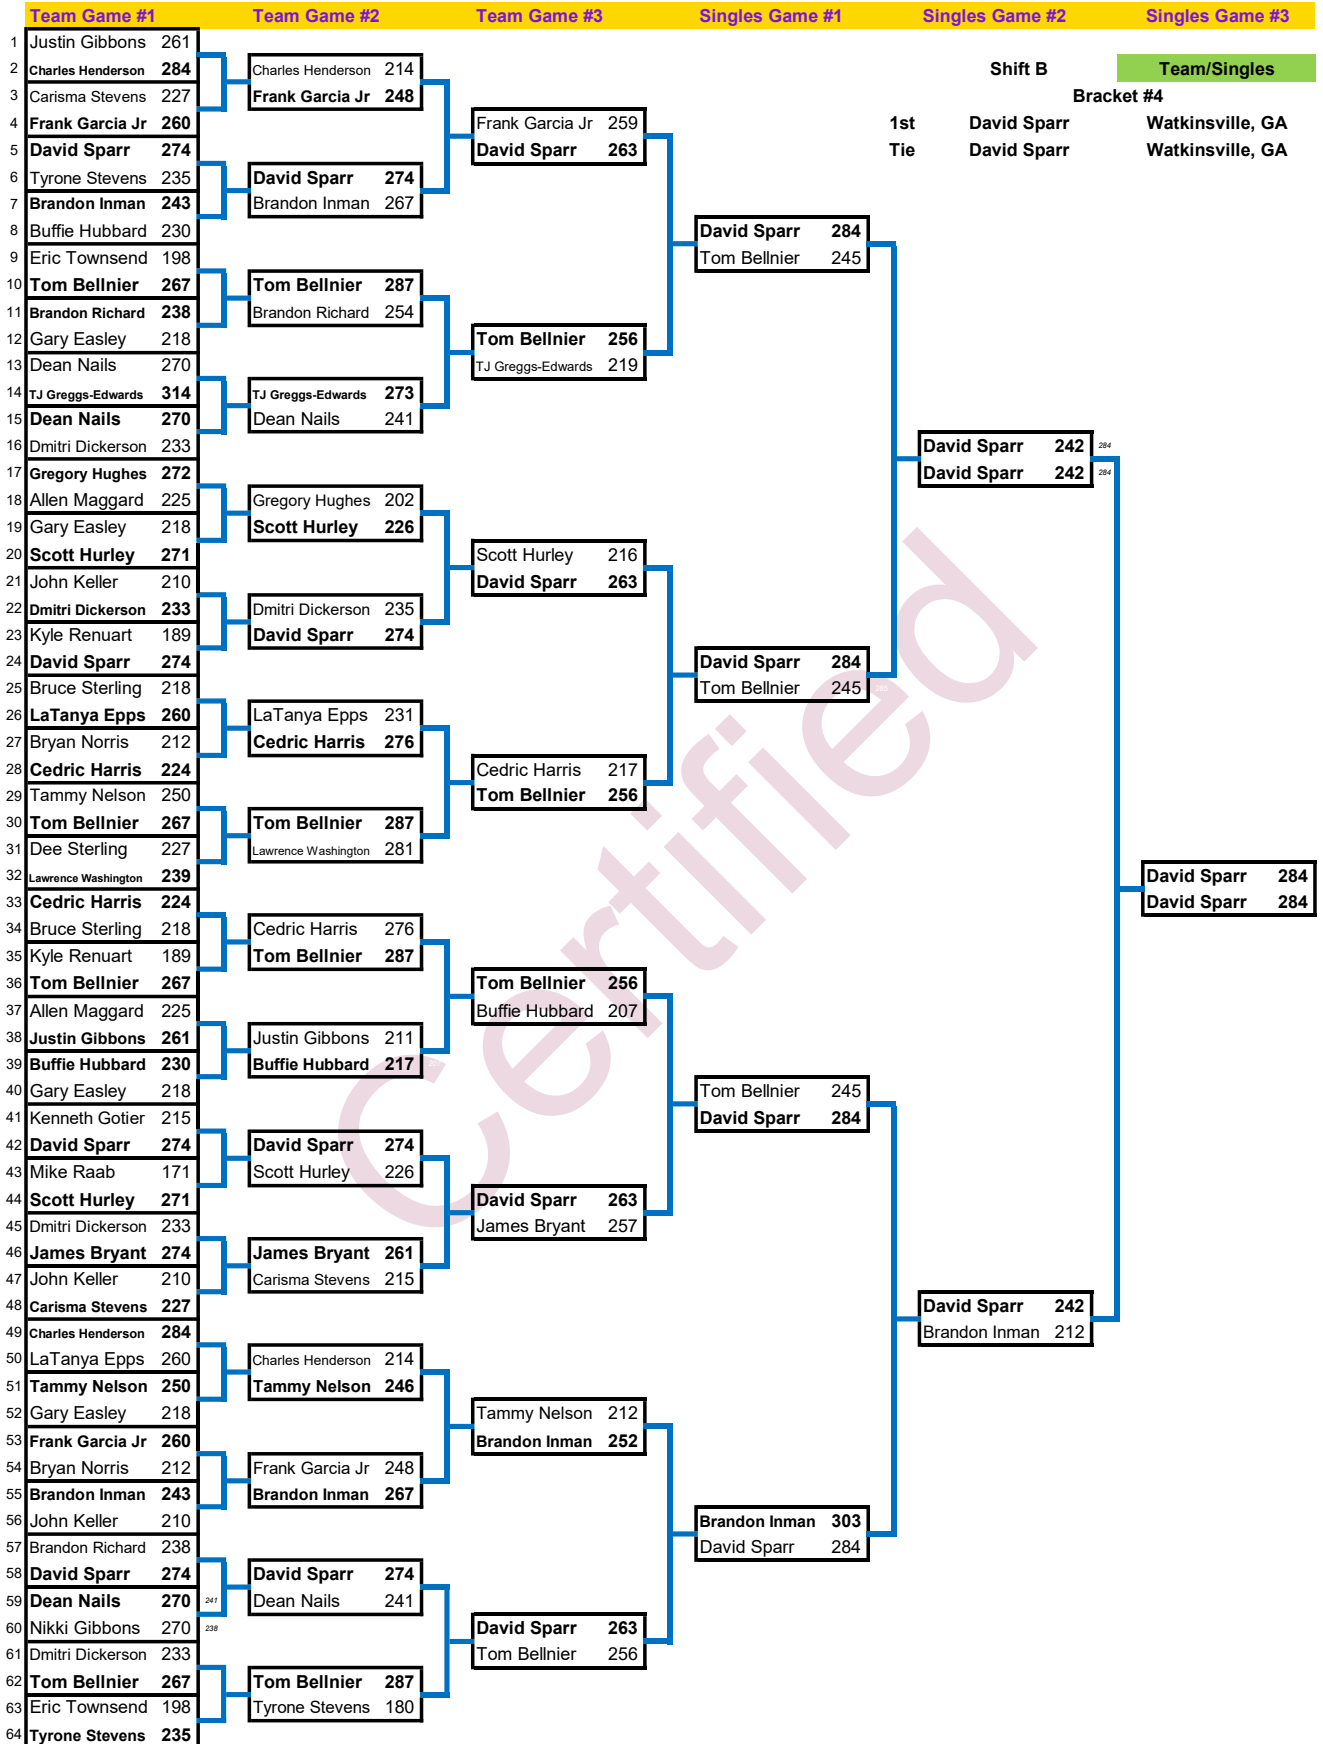 Team Game #1 Team Game #2 Team Game #3 Singles Game #1 Singles Game #2 Singles Game #3
1 Justin Gibbons 261
2 Charles Henderson 284
3 Carisma Stevens 227
4 Frank Garcia Jr 260
5 David Sparr 274
6 Tyrone Stevens 235
7 Brandon Inman 243
8 Buffie Hubbard 230
9 Eric Townsend 198
10 Tom Bellnier 267
11 Brandon Richard 238
12 Gary Easley 218
13 Dean Nails 270
14 TJ Greggs-Edwards 314
15 Dean Nails 270
16 Dmitri Dickerson 233
17 Gregory Hughes 272
18 Allen Maggard 225
19 Gary Easley 218
20 Scott Hurley 271
21 John Keller 210
22 Dmitri Dickerson 233
23 Kyle Renuart 189
24 David Sparr 274
25 Bruce Sterling 218
26 LaTanya Epps 260
27 Bryan Norris 212
28 Cedric Harris 224
29 Tammy Nelson 250
30 Tom Bellnier 267
31 Dee Sterling 227
32 Lawrence Washington 239
33 Cedric Harris 224
34 Bruce Sterling 218
35 Kyle Renuart 189
36 Tom Bellnier 267
37 Allen Maggard 225
38 Justin Gibbons 261
39 Buffie Hubbard 230
40 Gary Easley 218
41 Kenneth Gotier 215
42 David Sparr 274
43 Mike Raab 171
44 Scott Hurley 271
45 Dmitri Dickerson 233
46 James Bryant 274
47 John Keller 210
48 Carisma Stevens 227
49 Charles Henderson 284
50 LaTanya Epps 260
51 Tammy Nelson 250
52 Gary Easley 218
53 Frank Garcia Jr 260
54 Bryan Norris 212
55 Brandon Inman 243
56 John Keller 210
57 Brandon Richard 238
58 David Sparr 274
59 Dean Nails 270 241
60 Nikki Gibbons 270 238
61 Dmitri Dickerson 233
62 Tom Bellnier 267
63 Eric Townsend 198
64 Tyrone Stevens 235
Charles Henderson 214
Frank Garcia Jr 248
David Sparr 274
Brandon Inman 267
Tom Bellnier 287
Brandon Richard 254
TJ Greggs-Edwards 273
Dean Nails 241
Gregory Hughes 202
Scott Hurley 226
Dmitri Dickerson 235
David Sparr 274
LaTanya Epps 231
Cedric Harris 276
Tom Bellnier 287
Lawrence Washington 281
Cedric Harris 276
Tom Bellnier 287
Justin Gibbons 211
Buffie Hubbard 217
David Sparr 274
Scott Hurley 226
James Bryant 261
Carisma Stevens 215
Charles Henderson 214
Tammy Nelson 246
Frank Garcia Jr 248
Brandon Inman 267
David Sparr 274
Dean Nails 241
Tom Bellnier 287
Tyrone Stevens 180
Frank Garcia Jr 259
David Sparr 263
Tom Bellnier 256
TJ Greggs-Edwards 219
Scott Hurley 216
David Sparr 263
Cedric Harris 217
Tom Bellnier 256
Tom Bellnier 256
Buffie Hubbard 207
David Sparr 263
James Bryant 257
Tammy Nelson 212
Brandon Inman 252
David Sparr 263
Tom Bellnier 256
David Sparr 284
Tom Bellnier 245
David Sparr 284
Tom Bellnier 245
Tom Bellnier 245
David Sparr 284
Brandon Inman 303
David Sparr 284
David Sparr 242 284
David Sparr 242 284
David Sparr 242
Brandon Inman 212
David Sparr 284
David Sparr 284
Shift B Team/Singles
Bracket #4
1st David Sparr Watkinsville, GA
Tie David Sparr Watkinsville, GA
Certified